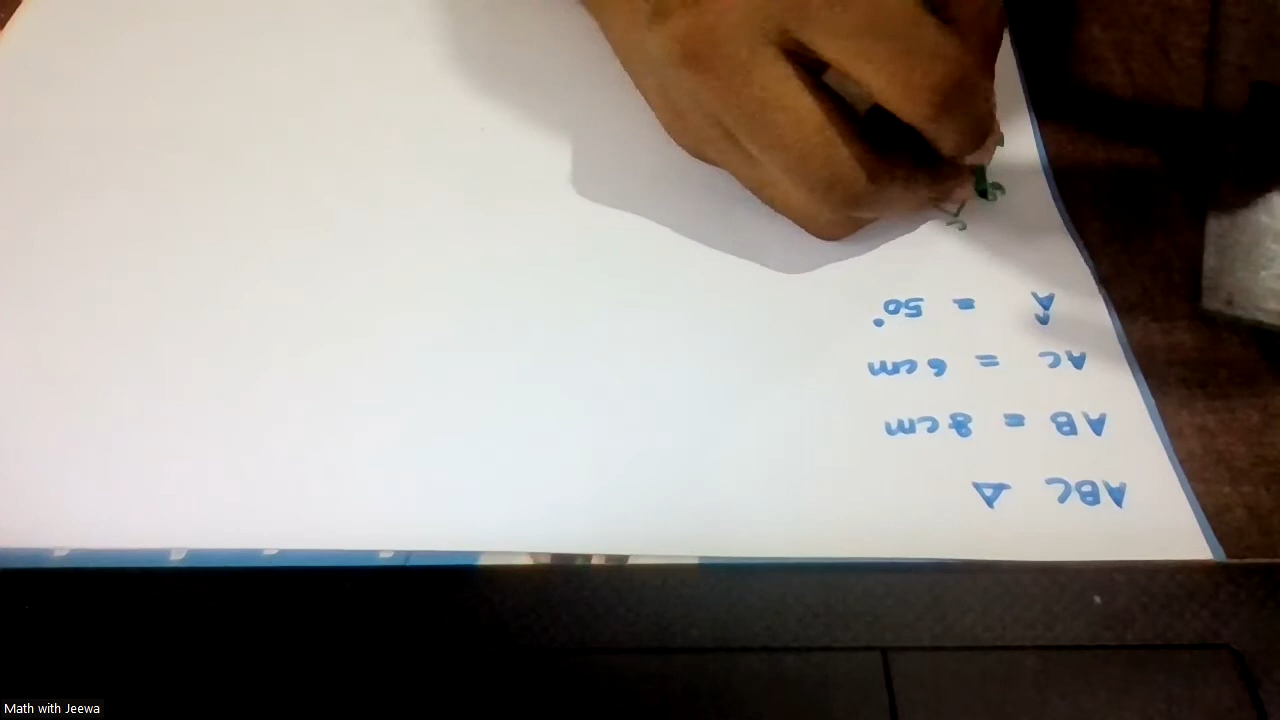 ABC Δ
AB = 8cm
AC = 6cm
Â = 50°
Math with Jeewa